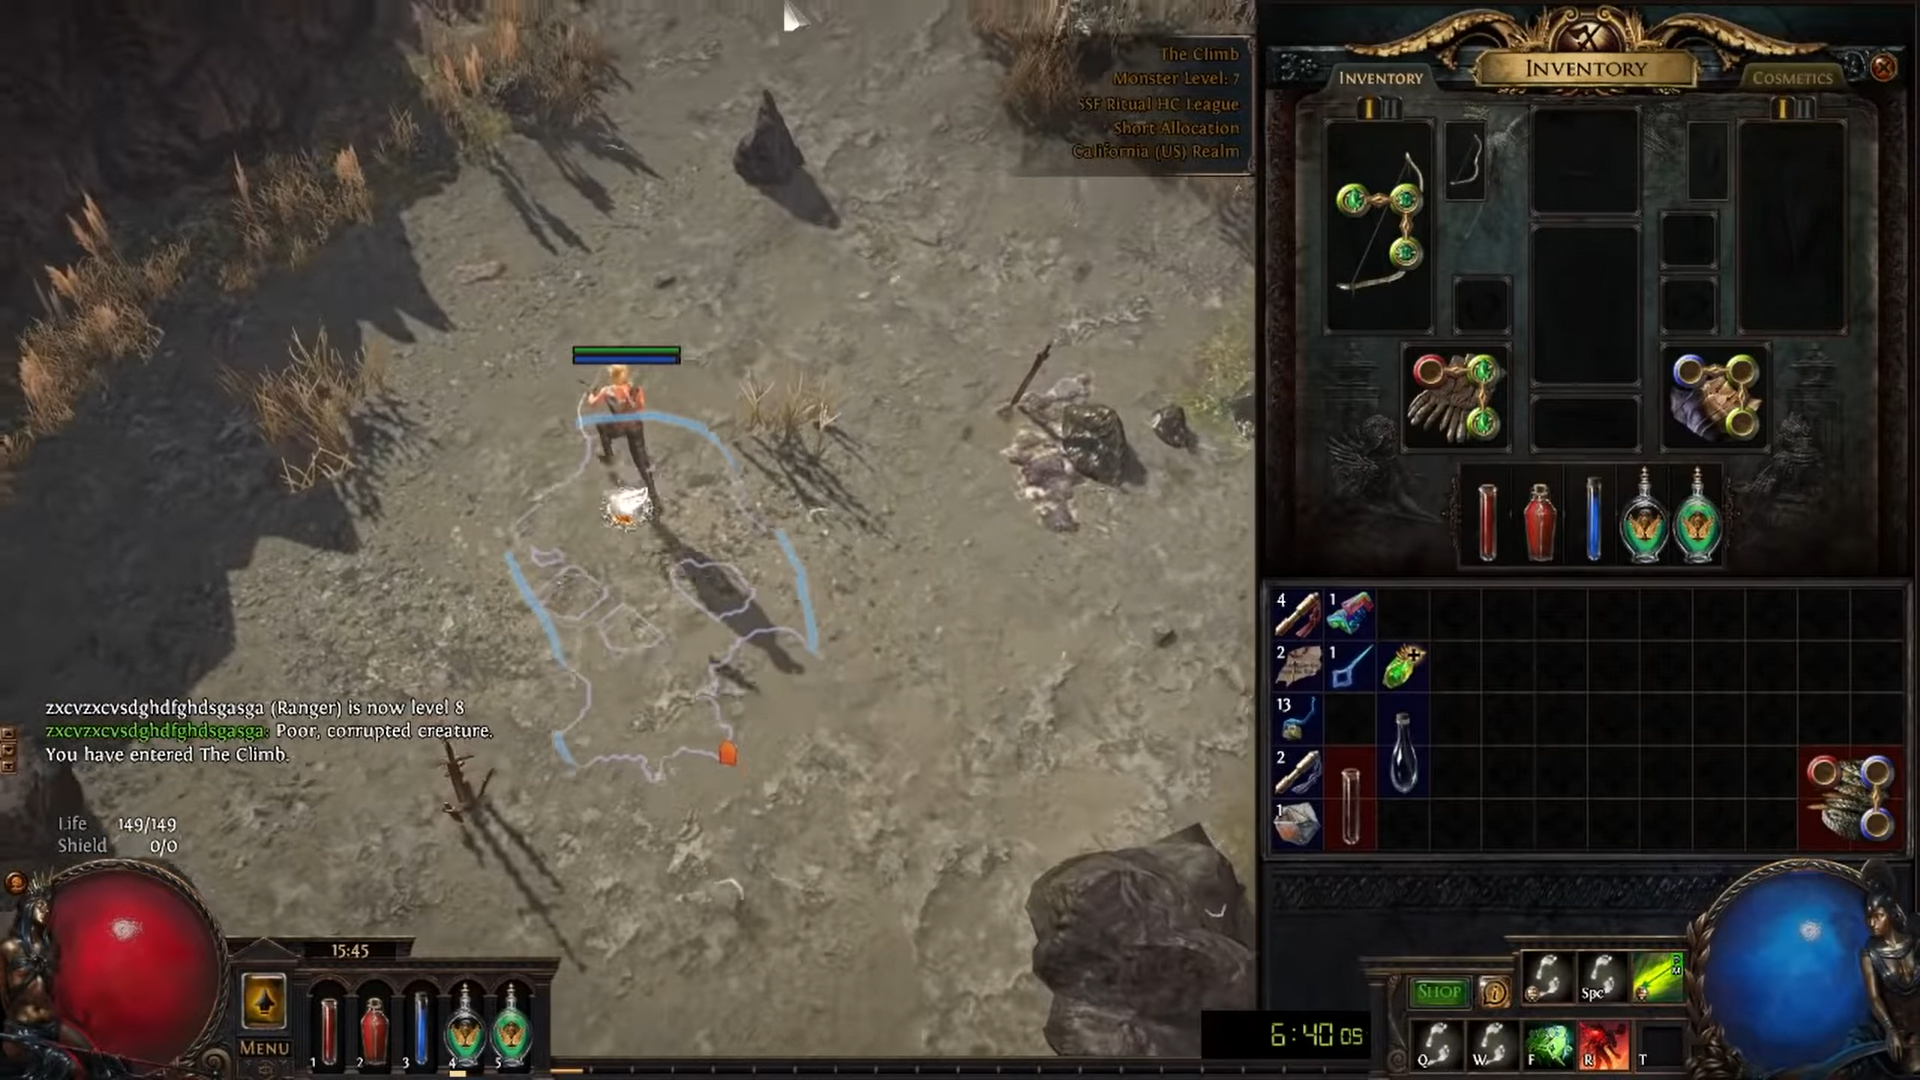 The Climb
Monster Level: 7
SSF Ritual HC League
Short Allocation
California (US) Realm
INVENTORY
INVENTORY
COSMETICS
I II
I II
4 1
2 1
13
2
1
zxcvzxcvsdghdfghdsgasga (Ranger) is now level 8
zxcvzxcvsdghdfghdsgasga: Poor, corrupted creature.
You have entered The Climb.
Life 149/149
Shield 0/0
15:45
MENU
1 2 3 4 5
6:40 05
SHOP
Spc
Q W F R T